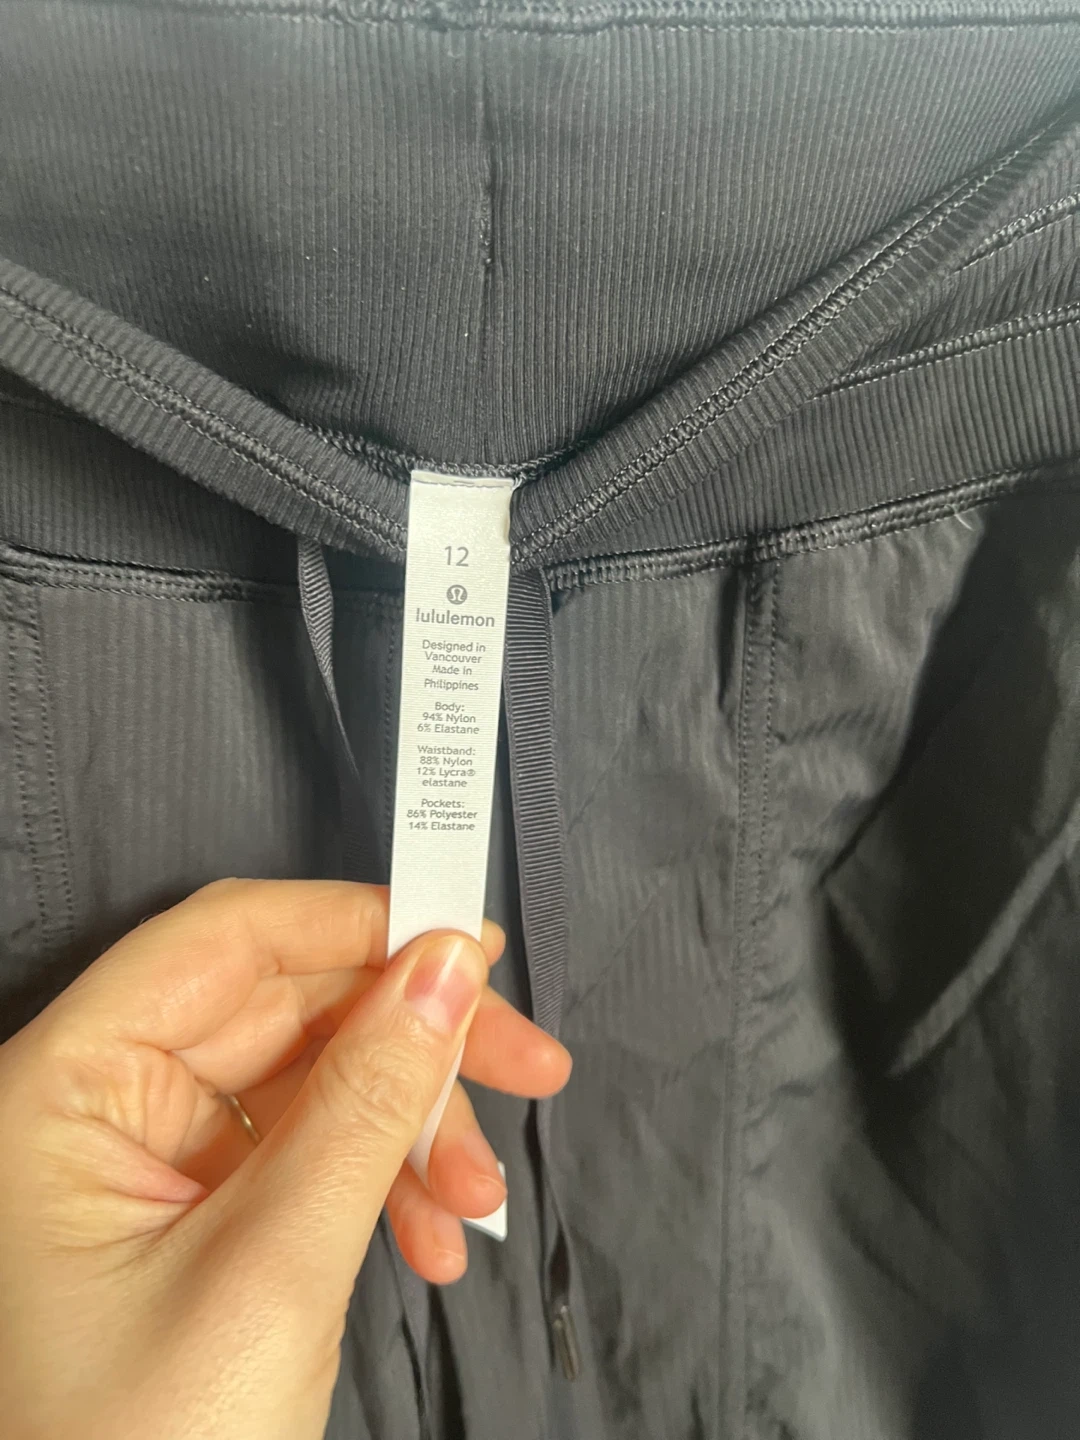 12
lululemon
Designed in
Vancouver
Made in
Philippines
Body:
94% Nylon
6% Elastane
Waistband:
88% Nylon
12% Lycra®
elastane
Pockets:
86% Polyester
14% Elastane